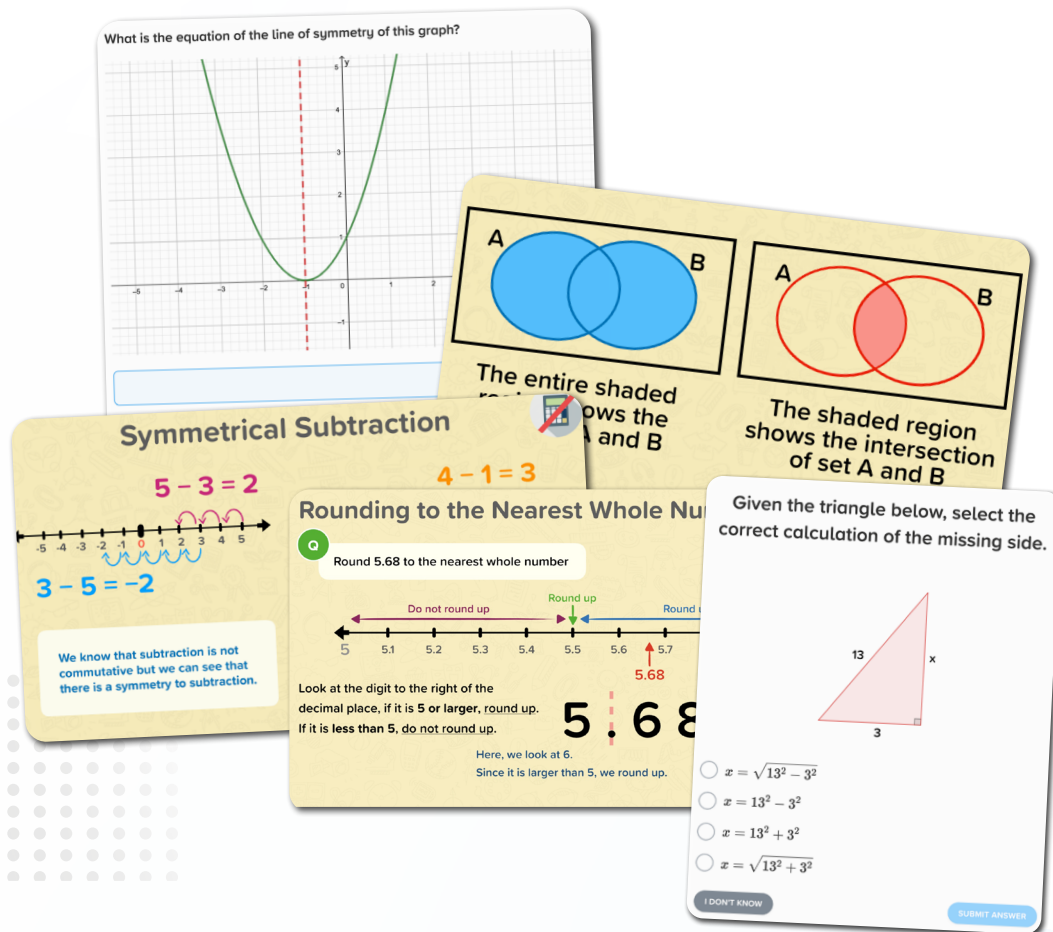 What is the equation of the line of symmetry of this graph?
y
5
4
3
2
1
-5 -4 -3 -2 -1 0 1 2
-1
A B
The entire shaded
ows the
A and B
A B
The shaded region
shows the intersection
of set A and B
Symmetrical Subtraction
5 − 3 = 2
4 − 1 = 3
-5 -4 -3 -2 -1 0 1 2 3 4 5
3 − 5 = −2
We know that subtraction is not
commutative but we can see that
there is a symmetry to subtraction.
Rounding to the Nearest Whole Nu
Q
Round 5.68 to the nearest whole number
Do not round up
Round up
Round
5 5.1 5.2 5.3 5.4 5.5 5.6 5.7
5.68
Look at the digit to the right of the
decimal place, if it is 5 or larger, round up.
If it is less than 5, do not round up.
5.68
Here, we look at 6.
Since it is larger than 5, we round up.
Given the triangle below, select the
correct calculation of the missing side.
13
x
3
x = √(13² − 3²)
x = 13² − 3²
x = 13² + 3²
x = √(13² + 3²)
I DON'T KNOW
SUBMIT ANSWER